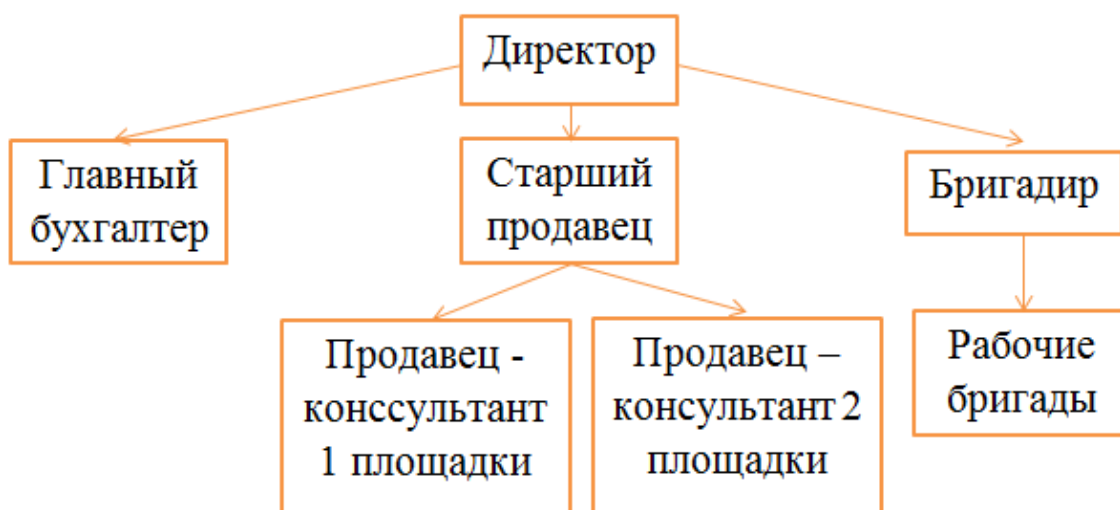 Директор
Главный
бухгалтер
Старший
продавец
Бригадир
Продавец -
конссультант
1 площадки
Продавец –
консультант 2
площадки
Рабочие
бригады